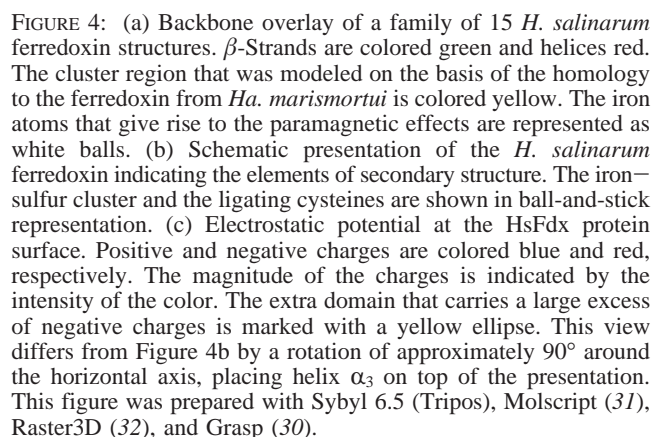 FIGURE 4: (a) Backbone overlay of a family of 15 H. salinarum
ferredoxin structures. β-Strands are colored green and helices red.
The cluster region that was modeled on the basis of the homology
to the ferredoxin from Ha. marismortui is colored yellow. The iron
atoms that give rise to the paramagnetic effects are represented as
white balls. (b) Schematic presentation of the H. salinarum
ferredoxin indicating the elements of secondary structure. The iron−
sulfur cluster and the ligating cysteines are shown in ball-and-stick
representation. (c) Electrostatic potential at the HsFdx protein
surface. Positive and negative charges are colored blue and red,
respectively. The magnitude of the charges is indicated by the
intensity of the color. The extra domain that carries a large excess
of negative charges is marked with a yellow ellipse. This view
differs from Figure 4b by a rotation of approximately 90° around
the horizontal axis, placing helix α₃ on top of the presentation.
This figure was prepared with Sybyl 6.5 (Tripos), Molscript (31),
Raster3D (32), and Grasp (30).